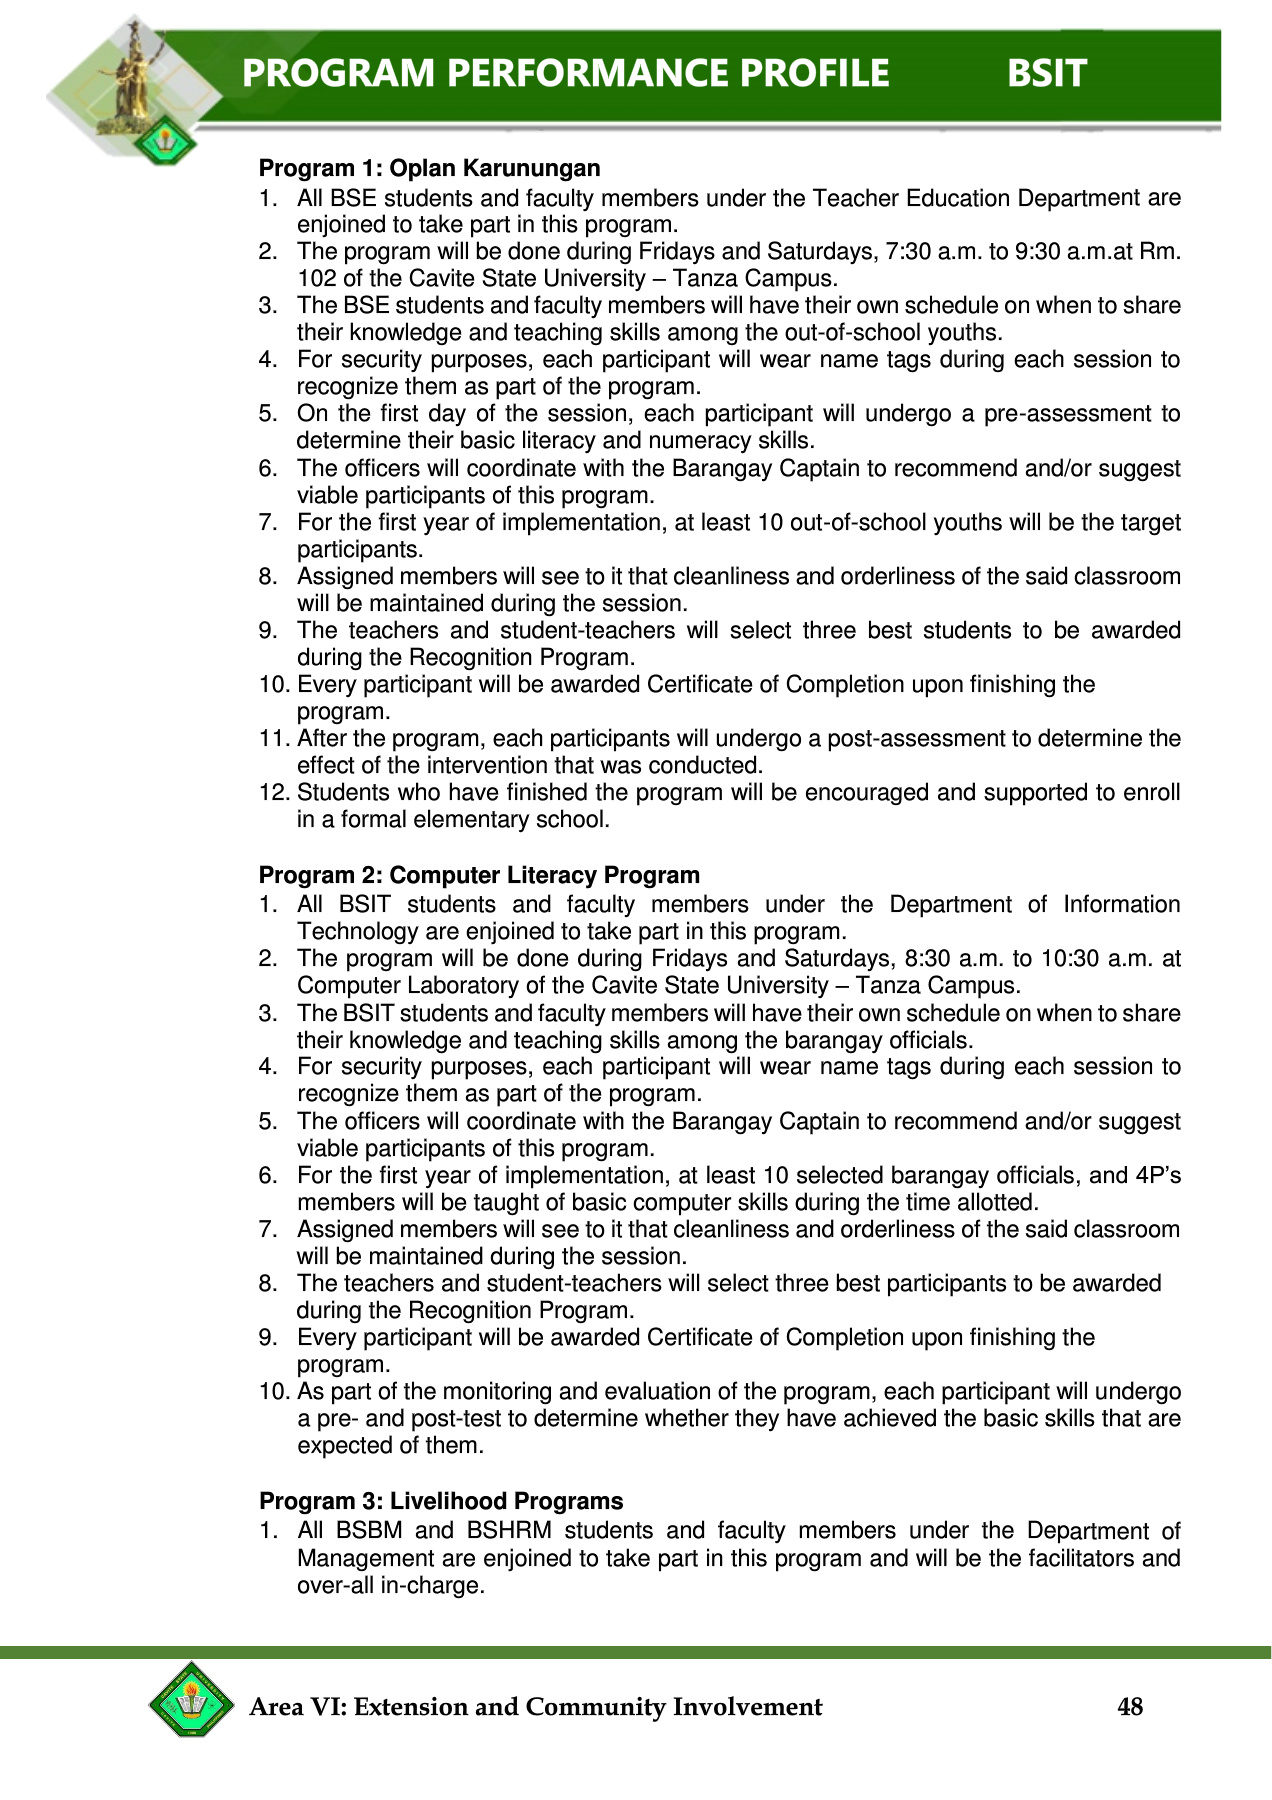 PROGRAM PERFORMANCE PROFILE BSIT
Program 1: Oplan Karunungan
1. All BSE students and faculty members under the Teacher Education Department are
enjoined to take part in this program.
2. The program will be done during Fridays and Saturdays, 7:30 a.m. to 9:30 a.m.at Rm.
102 of the Cavite State University – Tanza Campus.
3. The BSE students and faculty members will have their own schedule on when to share
their knowledge and teaching skills among the out-of-school youths.
4. For security purposes, each participant will wear name tags during each session to
recognize them as part of the program.
5. On the first day of the session, each participant will undergo a pre-assessment to
determine their basic literacy and numeracy skills.
6. The officers will coordinate with the Barangay Captain to recommend and/or suggest
viable participants of this program.
7. For the first year of implementation, at least 10 out-of-school youths will be the target
participants.
8. Assigned members will see to it that cleanliness and orderliness of the said classroom
will be maintained during the session.
9. The teachers and student-teachers will select three best students to be awarded
during the Recognition Program.
10. Every participant will be awarded Certificate of Completion upon finishing the
program.
11. After the program, each participants will undergo a post-assessment to determine the
effect of the intervention that was conducted.
12. Students who have finished the program will be encouraged and supported to enroll
in a formal elementary school.
Program 2: Computer Literacy Program
1. All BSIT students and faculty members under the Department of Information
Technology are enjoined to take part in this program.
2. The program will be done during Fridays and Saturdays, 8:30 a.m. to 10:30 a.m. at
Computer Laboratory of the Cavite State University – Tanza Campus.
3. The BSIT students and faculty members will have their own schedule on when to share
their knowledge and teaching skills among the barangay officials.
4. For security purposes, each participant will wear name tags during each session to
recognize them as part of the program.
5. The officers will coordinate with the Barangay Captain to recommend and/or suggest
viable participants of this program.
6. For the first year of implementation, at least 10 selected barangay officials, and 4P’s
members will be taught of basic computer skills during the time allotted.
7. Assigned members will see to it that cleanliness and orderliness of the said classroom
will be maintained during the session.
8. The teachers and student-teachers will select three best participants to be awarded
during the Recognition Program.
9. Every participant will be awarded Certificate of Completion upon finishing the
program.
10. As part of the monitoring and evaluation of the program, each participant will undergo
a pre- and post-test to determine whether they have achieved the basic skills that are
expected of them.
Program 3: Livelihood Programs
1. All BSBM and BSHRM students and faculty members under the Department of
Management are enjoined to take part in this program and will be the facilitators and
over-all in-charge.
Area VI: Extension and Community Involvement 48